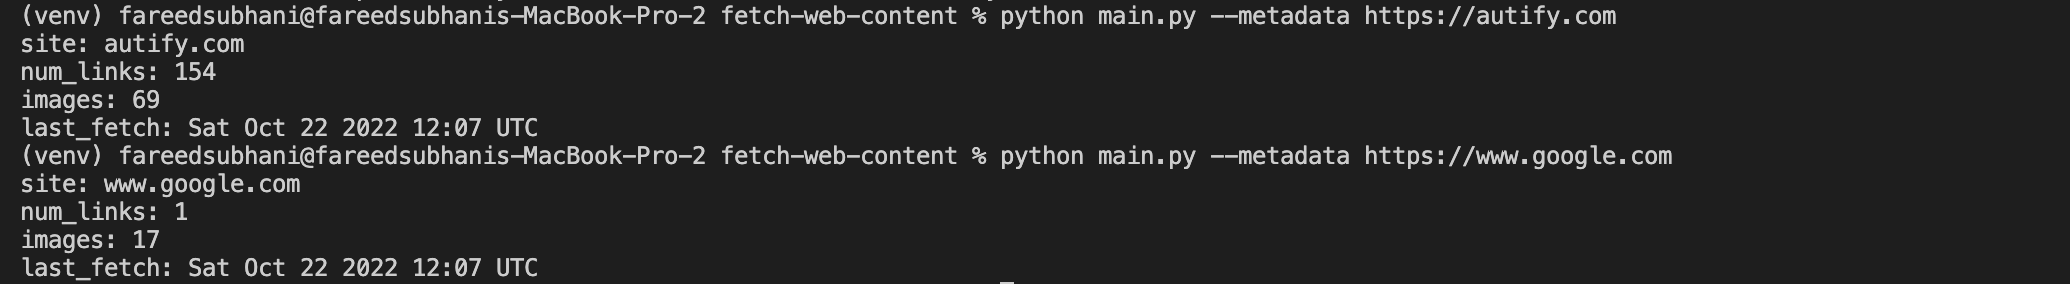 (venv) fareedsubhani@fareedsubhanis-MacBook-Pro-2 fetch-web-content % python main.py --metadata https://autify.com
site: autify.com
num_links: 154
images: 69
last_fetch: Sat Oct 22 2022 12:07 UTC
(venv) fareedsubhani@fareedsubhanis-MacBook-Pro-2 fetch-web-content % python main.py --metadata https://www.google.com
site: www.google.com
num_links: 1
images: 17
last_fetch: Sat Oct 22 2022 12:07 UTC